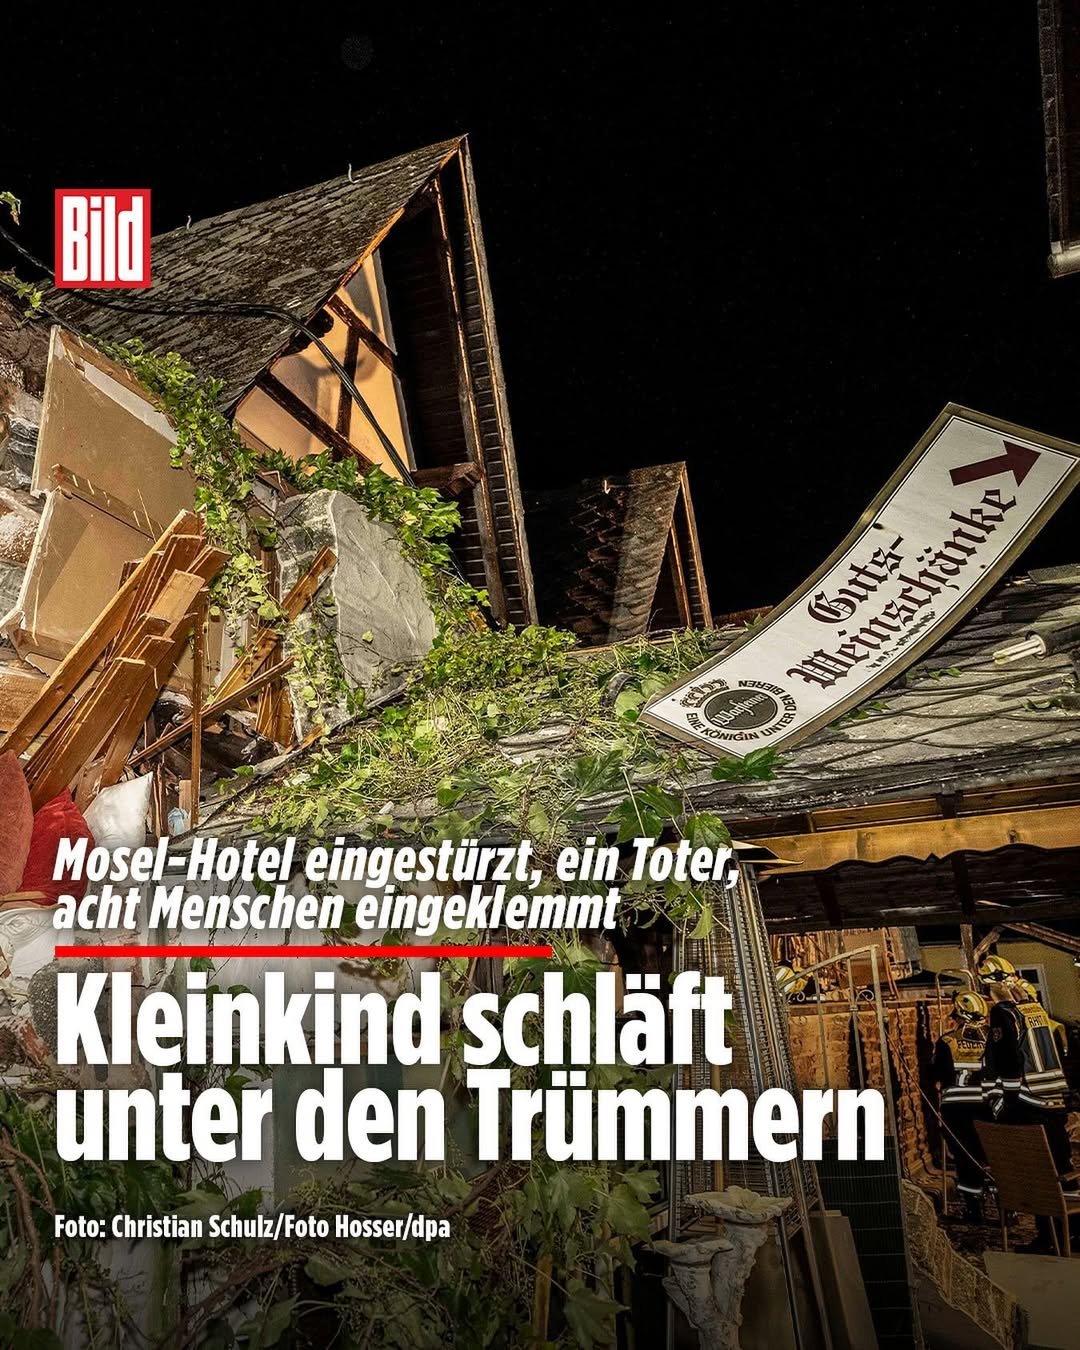 Bild
Guts-
Weinschänke
EINE KÖNIGIN UNTER DEN BIEREN
Mosel-Hotel eingestürzt, ein Toter,
acht Menschen eingeklemmt
Kleinkind schläft
unter den Trümmern
Foto: Christian Schulz/Foto Hosser/dpa